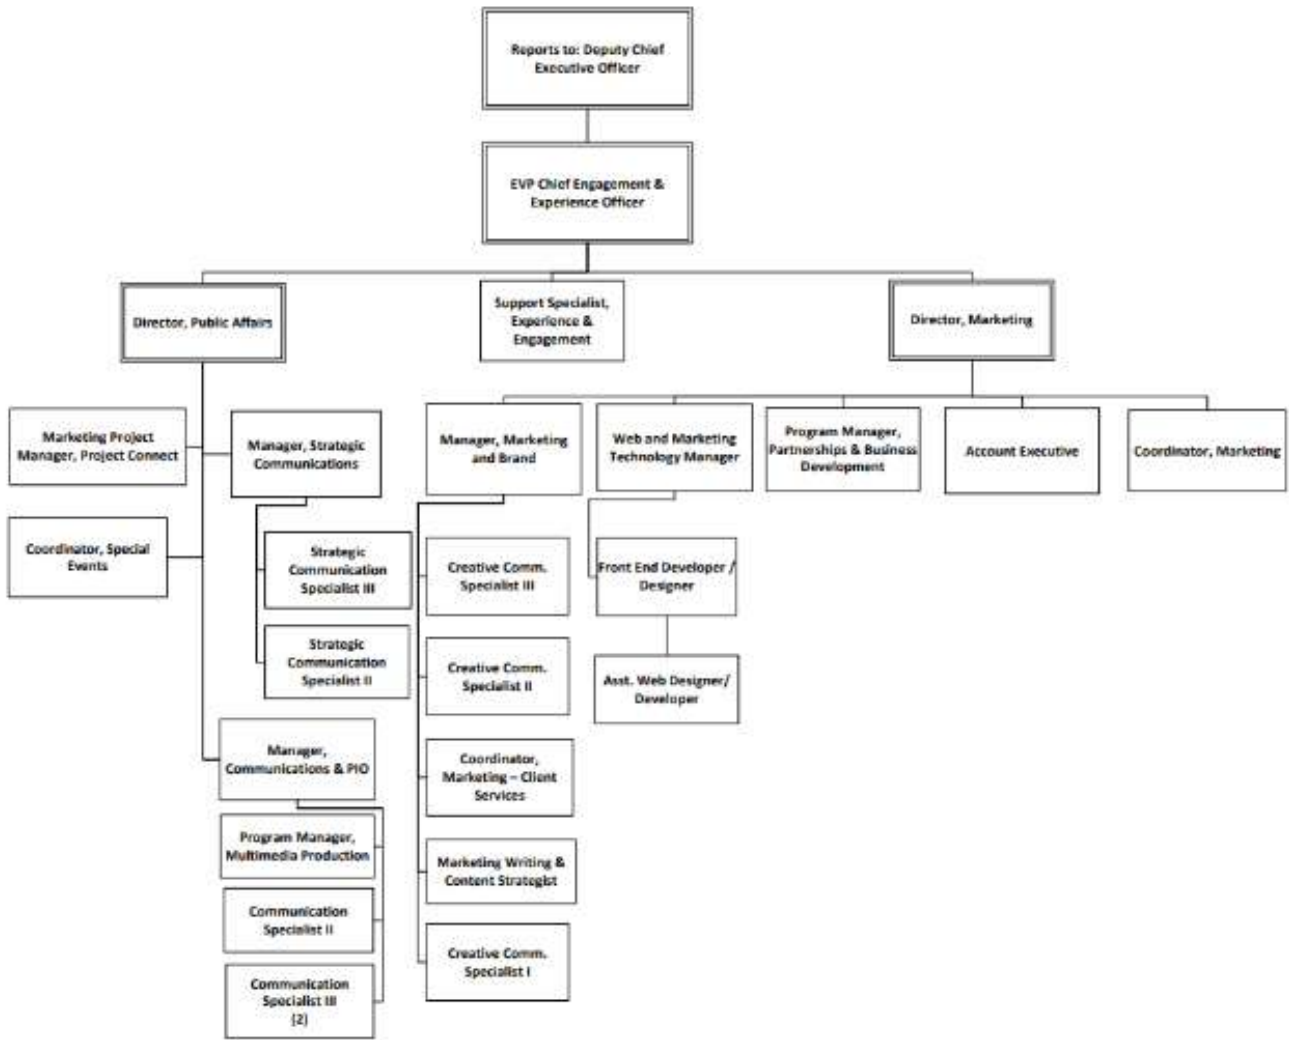 Reports to: Deputy Chief
Executive Officer
EVP Chief Engagement &
Experience Officer
Director, Public Affairs
Support Specialist,
Experience &
Engagement
Director, Marketing
Marketing Project
Manager, Project Connect
Manager, Strategic
Communications
Manager, Marketing
and Brand
Web and Marketing
Technology Manager
Program Manager,
Partnerships & Business
Development
Account Executive
Coordinator, Marketing
Coordinator, Special
Events
Strategic
Communication
Specialist III
Creative Comm.
Specialist III
Front End Developer /
Designer
Strategic
Communication
Specialist II
Creative Comm.
Specialist II
Asst. Web Designer/
Developer
Manager,
Communications & PIO
Coordinator,
Marketing – Client
Services
Program Manager,
Multimedia Production
Marketing Writing &
Content Strategist
Communication
Specialist II
Creative Comm.
Specialist I
Communication
Specialist III
(2)